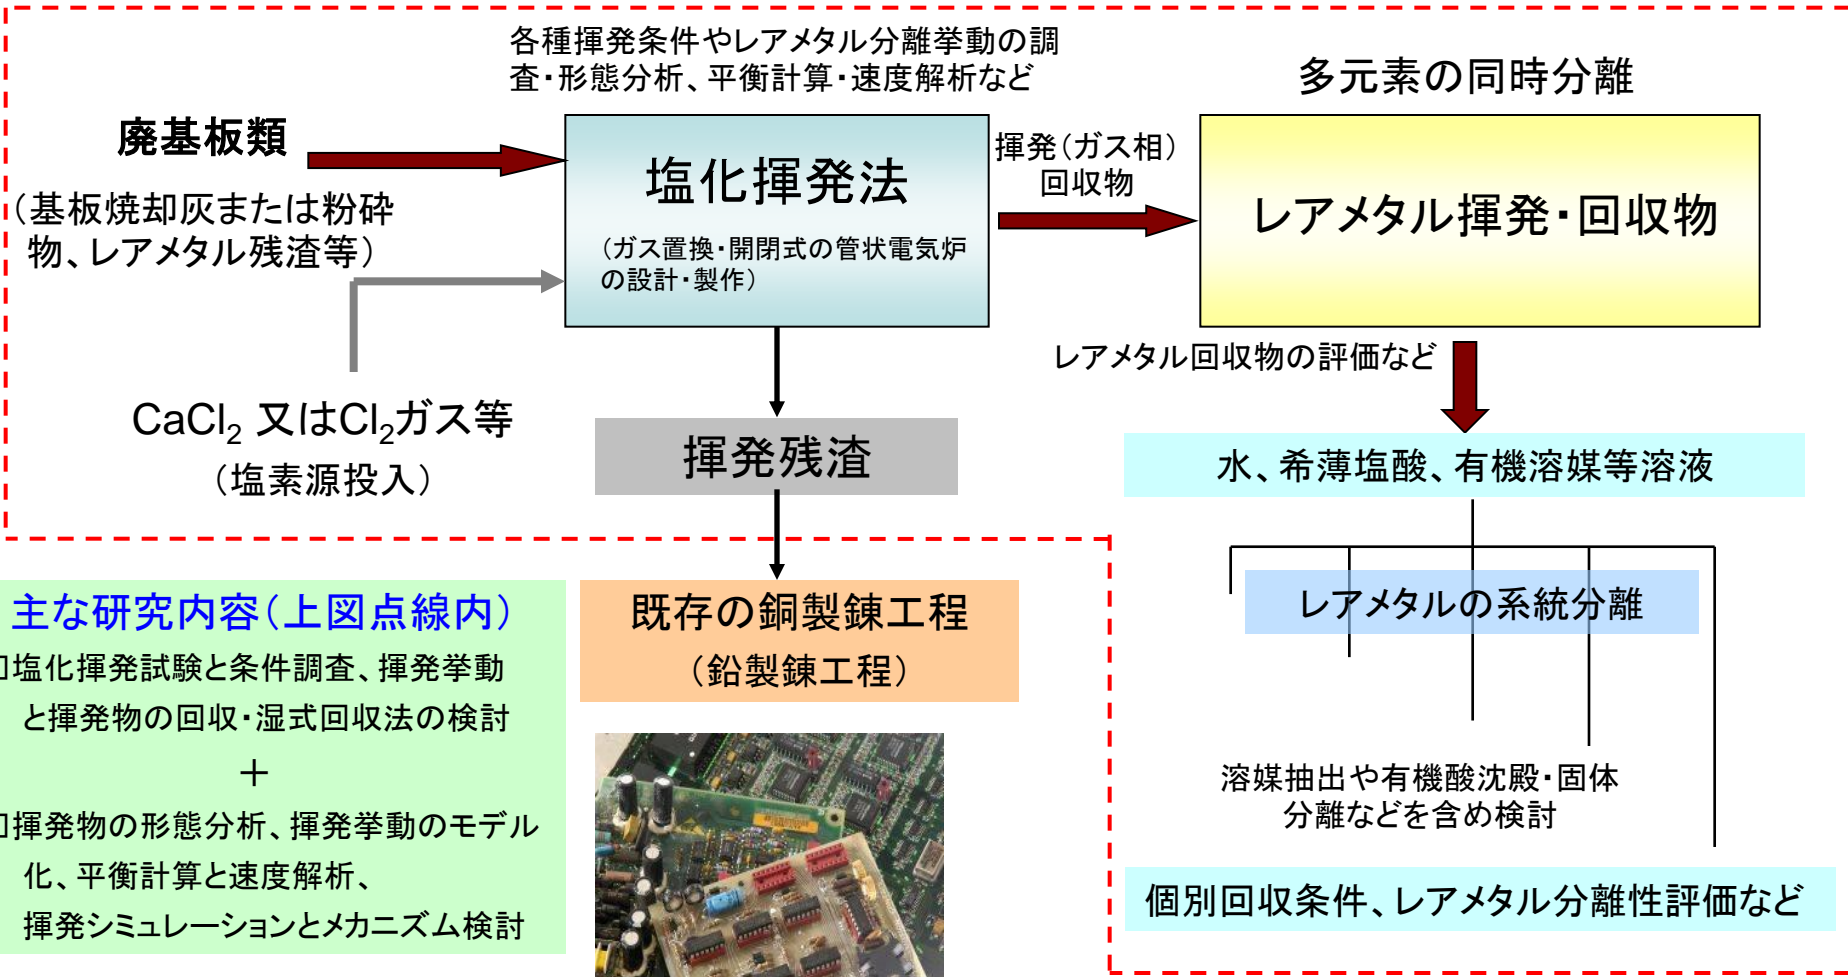 各種揮発条件やレアメタル分離挙動の調
査・形態分析、平衡計算・速度解析など
多元素の同時分離
廃基板類
(基板焼却灰または粉砕
物、レアメタル残渣等)
塩化揮発法
(ガス置換・開閉式の管状電気炉
の設計・製作)
揮発(ガス相)
回収物
レアメタル揮発・回収物
レアメタル回収物の評価など
CaCl₂ 又はCl₂ガス等
(塩素源投入)
揮発残渣
水、希薄塩酸、有機溶媒等溶液
レアメタルの系統分離
既存の銅製錬工程
(鉛製錬工程)
主な研究内容(上図点線内)
□塩化揮発試験と条件調査、揮発挙動
と揮発物の回収・湿式回収法の検討
+
□揮発物の形態分析、揮発挙動のモデル
化、平衡計算と速度解析、
揮発シミュレーションとメカニズム検討
溶媒抽出や有機酸沈殿・固体
分離などを含め検討
個別回収条件、レアメタル分離性評価など